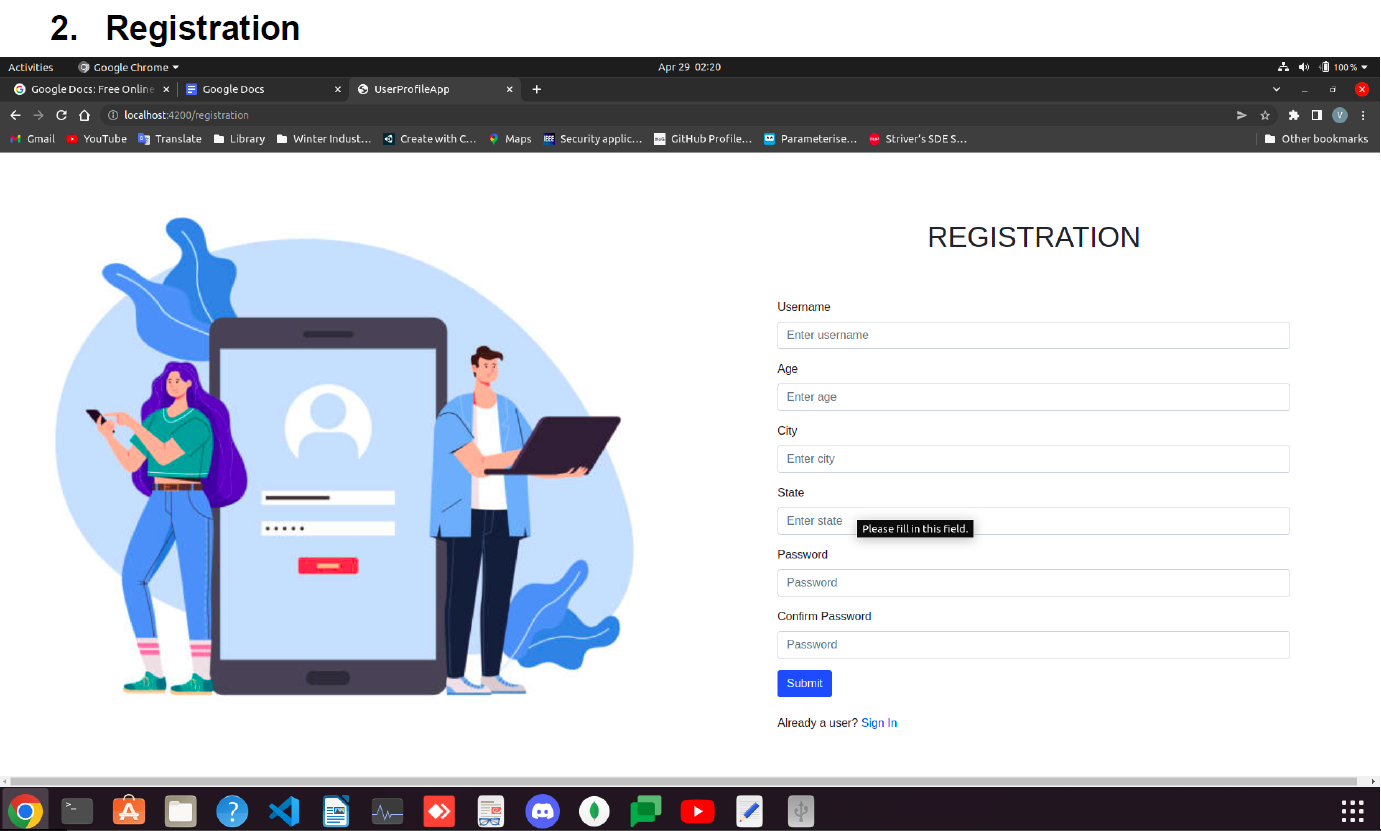 2. Registration
Activities Google Chrome Apr 29 02:20 100 %
Google Docs: Free Online Google Docs UserProfileApp
localhost:4200/registration V
Gmail YouTube Translate Library Winter Indust... Create with C... Maps Security applic... GitHub Profile... Parameterise... Striver's SDE S... Other bookmarks
REGISTRATION
Username
Enter username
Age
Enter age
City
Enter city
State
Enter state
Please fill in this field.
Password
Password
Confirm Password
Password
Submit
Already a user? Sign In